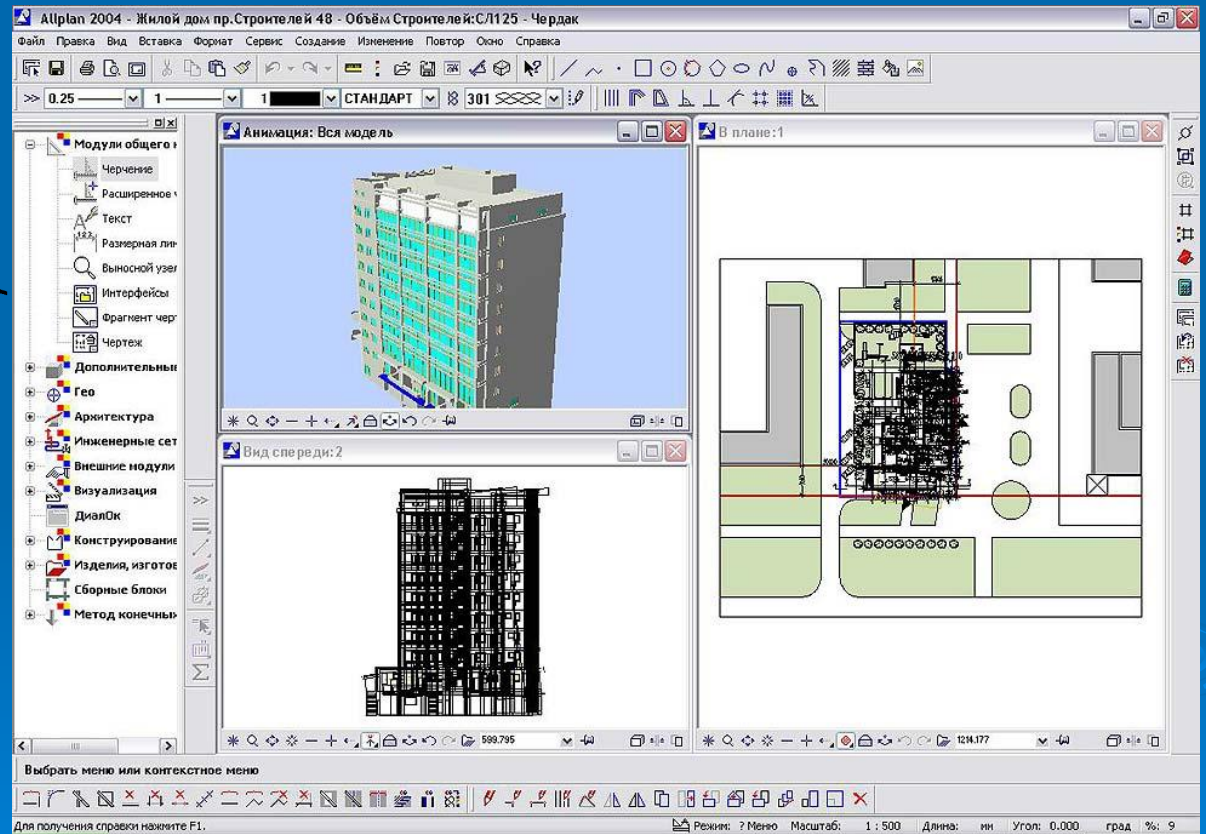 Allplan 2004 - Жилой дом пр.Строителей 48 - Объём Строителей:СЛ125 - Чердак
Файл Правка Вид Вставка Формат Сервис Создание Изменение Повтор Окно Справка
0.25 1 1 СТАНДАРТ 301
Модули общего н
Черчение
Расширенное ч
Текст
Размерная лин
Выносной узел
Интерфейсы
Фрагмент черт
Чертеж
Дополнительные
Гео
Архитектура
Инженерные сет
Внешние модули
Визуализация
ДиалОк
Конструирование
Изделия, изготов
Сборные блоки
Метод конечных
Анимация: Вся модель
Вид спереди:2
599.795
В плане:1
1214.177
Выбрать меню или контекстное меню
Для получения справки нажмите F1.
Режим: ? Меню Масштаб: 1 : 500 Длина: мм Угол: 0.000 град %: 9